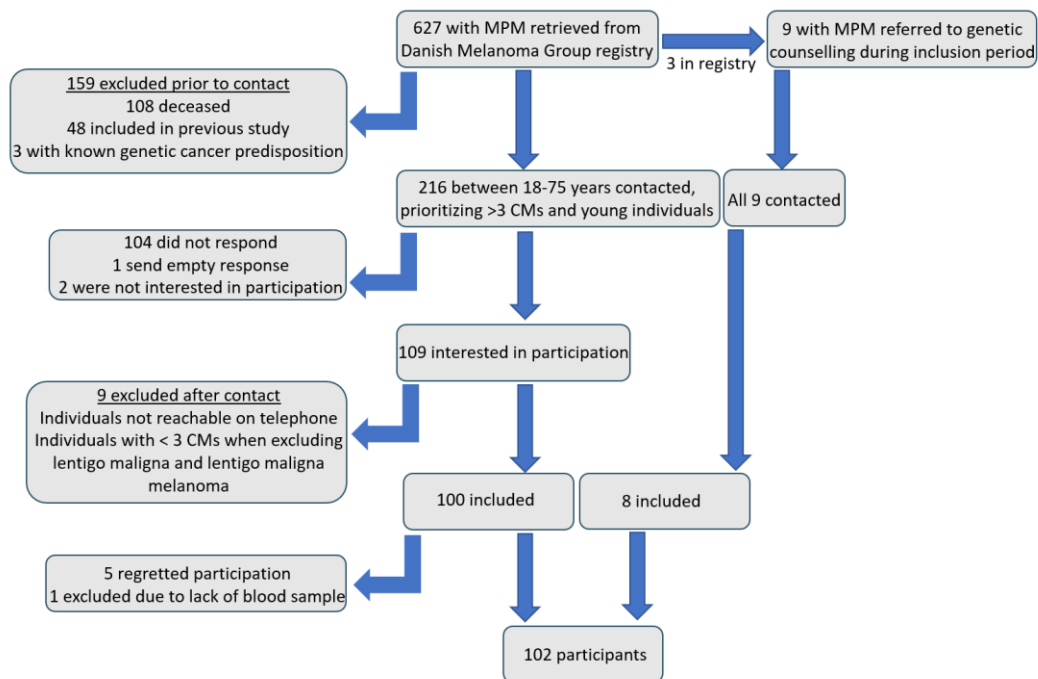 627 with MPM retrieved from
Danish Melanoma Group registry
3 in registry
9 with MPM referred to genetic
counselling during inclusion period
159 excluded prior to contact
108 deceased
48 included in previous study
3 with known genetic cancer predisposition
216 between 18-75 years contacted,
prioritizing >3 CMs and young individuals
All 9 contacted
104 did not respond
1 send empty response
2 were not interested in participation
109 interested in participation
9 excluded after contact
Individuals not reachable on telephone
Individuals with < 3 CMs when excluding
lentigo maligna and lentigo maligna
melanoma
100 included
8 included
5 regretted participation
1 excluded due to lack of blood sample
102 participants